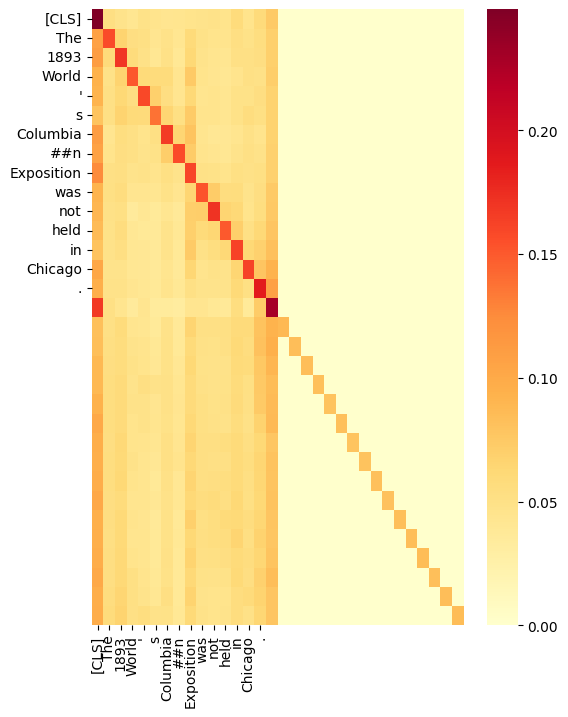 [CLS]
The
1893
World
'
s
Columbia
##n
Exposition
was
not
held
in
Chicago
.
0.20
0.15
0.10
0.05
0.00
[CLS]
The
1893
World
'
s
Columbia
##n
Exposition
was
not
held
in
Chicago
.